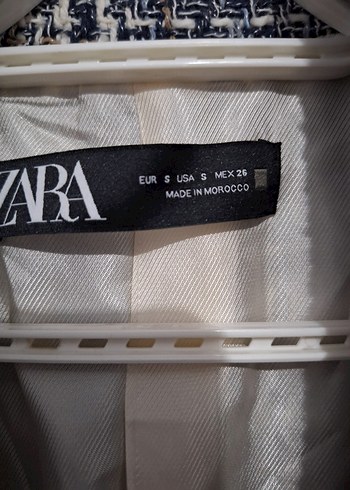 ZARA
EUR S USA S MEX 26
MADE IN MOROCCO